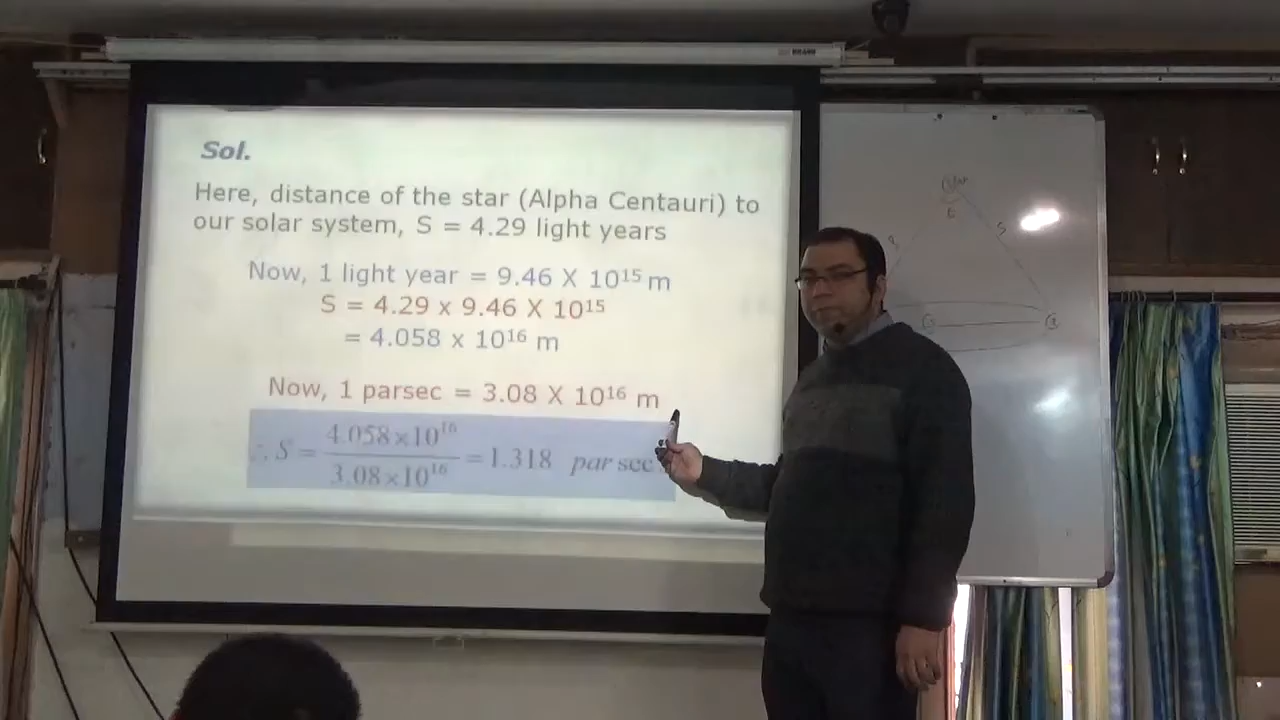 Sol.
Here, distance of the star (Alpha Centauri) to
our solar system, S = 4.29 light years
Now, 1 light year = 9.46 X 10¹⁵ m
S = 4.29 x 9.46 X 10¹⁵
= 4.058 x 10¹⁶ m
Now, 1 parsec = 3.08 X 10¹⁶ m
∴ S = 4.058×10¹⁶ / 3.08×10¹⁶ = 1.318 par sec
Star
S